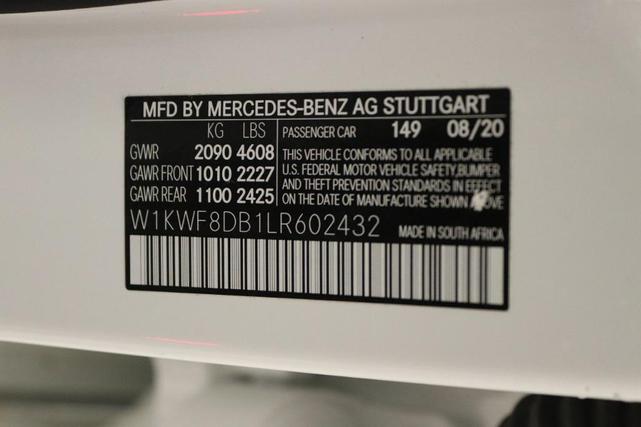 MFD BY MERCEDES-BENZ AG STUTTGART
KG LBS
PASSENGER CAR 149 08/20
GVWR 2090 4608
GAWR FRONT 1010 2227
GAWR REAR 1100 2425
THIS VEHICLE CONFORMS TO ALL APPLICABLE
U.S. FEDERAL MOTOR VEHICLE SAFETY,BUMPER
AND THEFT PREVENTION STANDARDS IN EFFECT
ON THE DATE OF MANUFACTURE SHOWN ABOVE
W1KWF8DB1LR602432
MADE IN SOUTH AFRICA